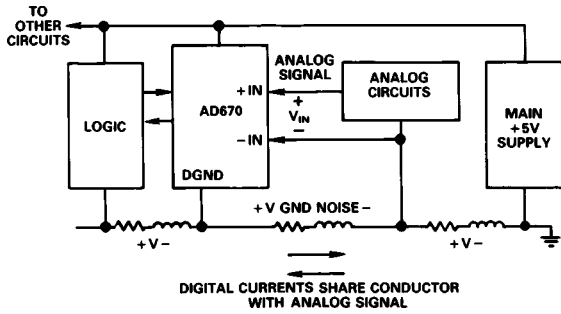 TO
OTHER
CIRCUITS
LOGIC
AD670
+IN
-IN
DGND
ANALOG
SIGNAL
+
VIN
-
ANALOG
CIRCUITS
MAIN
+5V
SUPPLY
+V-
+V GND NOISE-
+V-
DIGITAL CURRENTS SHARE CONDUCTOR
WITH ANALOG SIGNAL